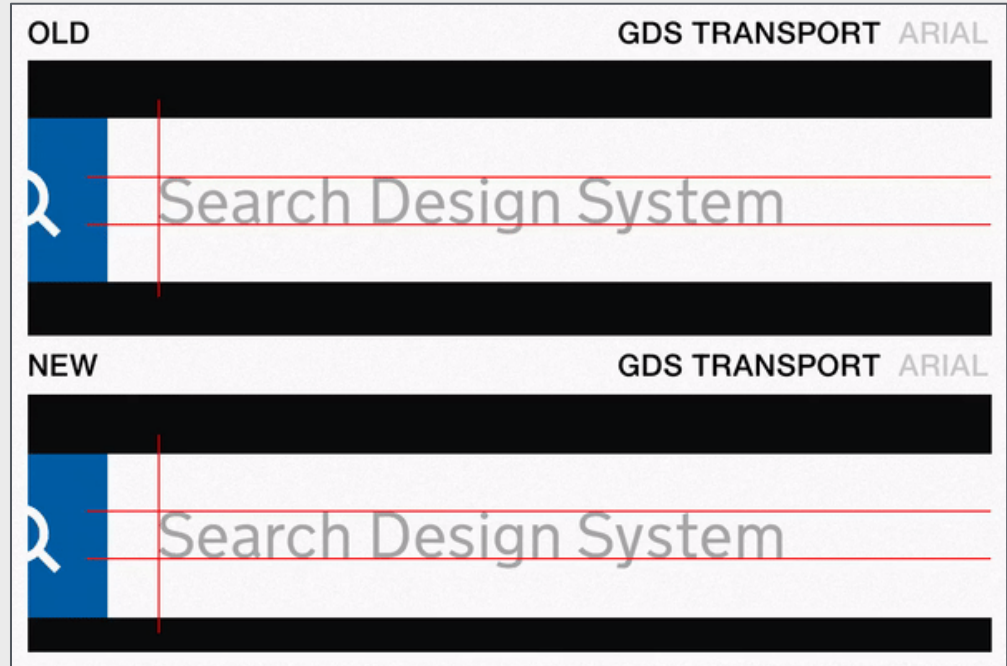 OLD GDS TRANSPORT ARIAL
Search Design System
NEW GDS TRANSPORT ARIAL
Search Design System